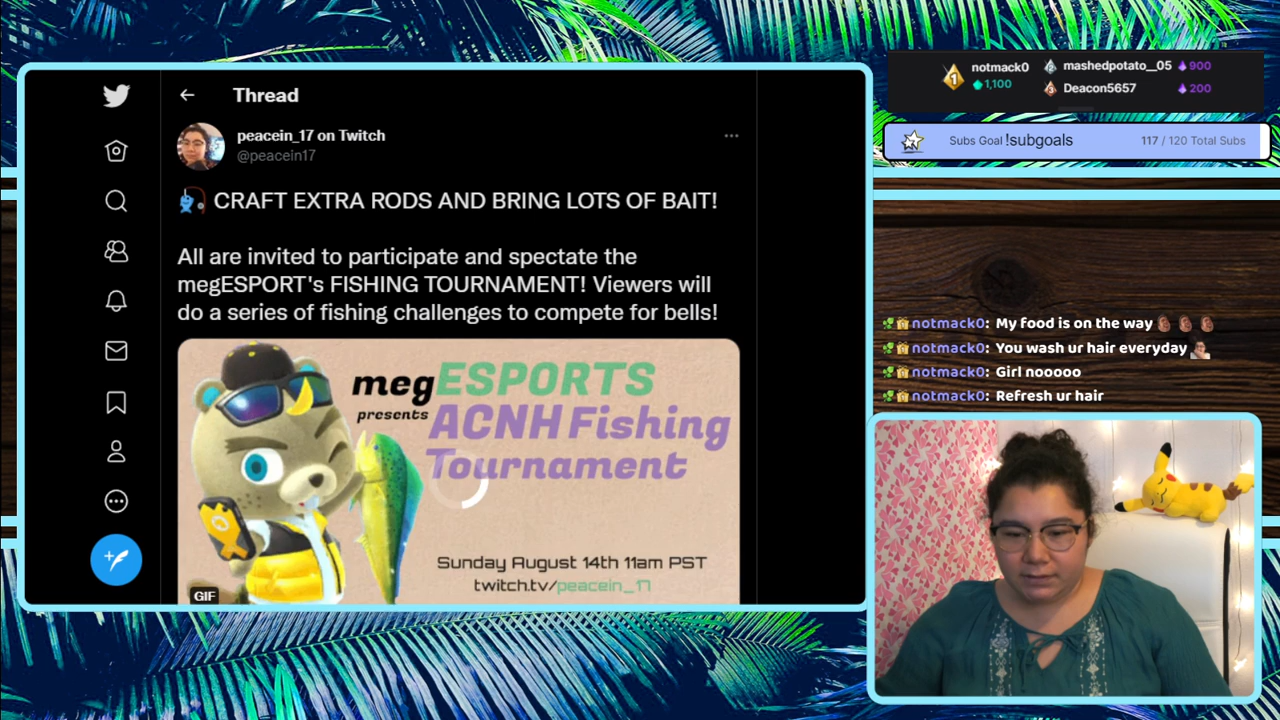 Thread
peacein_17 on Twitch
@peacein17
CRAFT EXTRA RODS AND BRING LOTS OF BAIT!
All are invited to participate and spectate the
megESPORT's FISHING TOURNAMENT! Viewers will
do a series of fishing challenges to compete for bells!
megESPORTS
presents ACNH Fishing
Tournament
Sunday August 14th 11am PST
twitch.tv/peacein_17
GIF
1 notmack0 1,100
2 mashedpotato__05 900
3 Deacon5657 200
Subs Goal !subgoals 117 / 120 Total Subs
notmack0: My food is on the way
notmack0: You wash ur hair everyday
notmack0: Girl nooooo
notmack0: Refresh ur hair